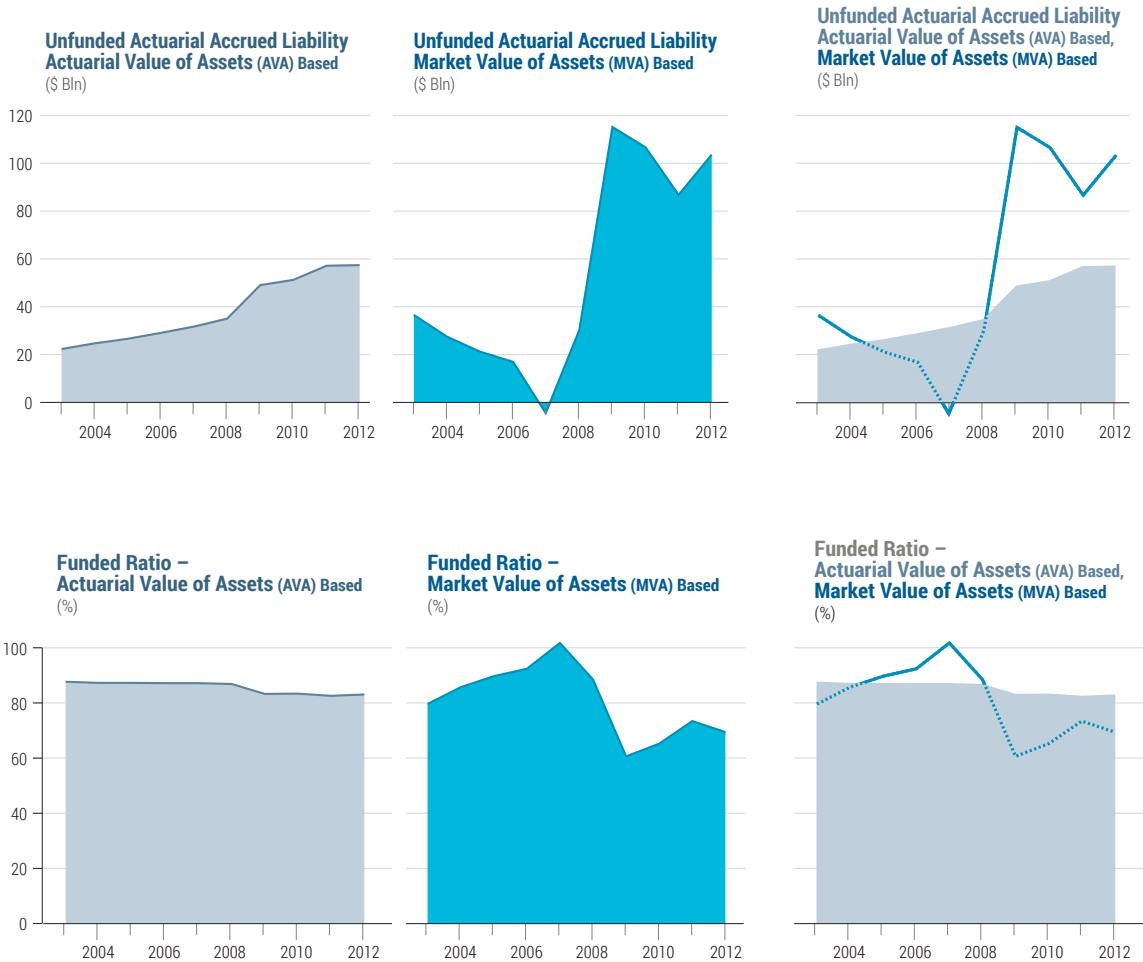 Unfunded Actuarial Accrued Liability
Actuarial Value of Assets (AVA) Based
($ Bln)
Unfunded Actuarial Accrued Liability
Market Value of Assets (MVA) Based
($ Bln)
Unfunded Actuarial Accrued Liability
Actuarial Value of Assets (AVA) Based,
Market Value of Assets (MVA) Based
($ Bln)
120
100
80
60
40
20
0
2004 2006 2008 2010 2012
2004 2006 2008 2010 2012
2004 2006 2008 2010 2012
Funded Ratio –
Actuarial Value of Assets (AVA) Based
(%)
Funded Ratio –
Market Value of Assets (MVA) Based
(%)
Funded Ratio –
Actuarial Value of Assets (AVA) Based,
Market Value of Assets (MVA) Based
(%)
100
80
60
40
20
0
2004 2006 2008 2010 2012
2004 2006 2008 2010 2012
2004 2006 2008 2010 2012